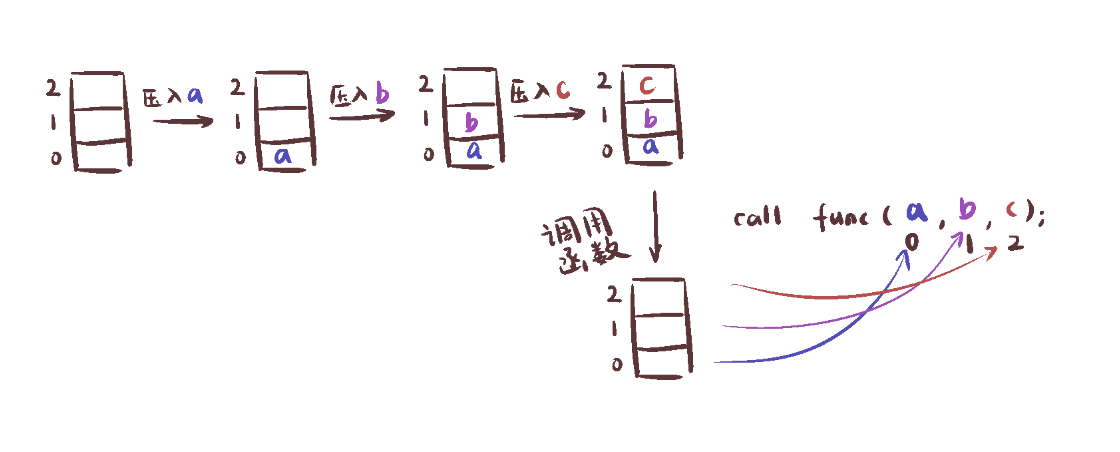 2 压入a 2 压入b 2 压入c 2 c
1 1 1 b 1 b
0 0 a 0 a 0 a
调用
函数
call func(a, b, c);
0 1 2
2
1
0